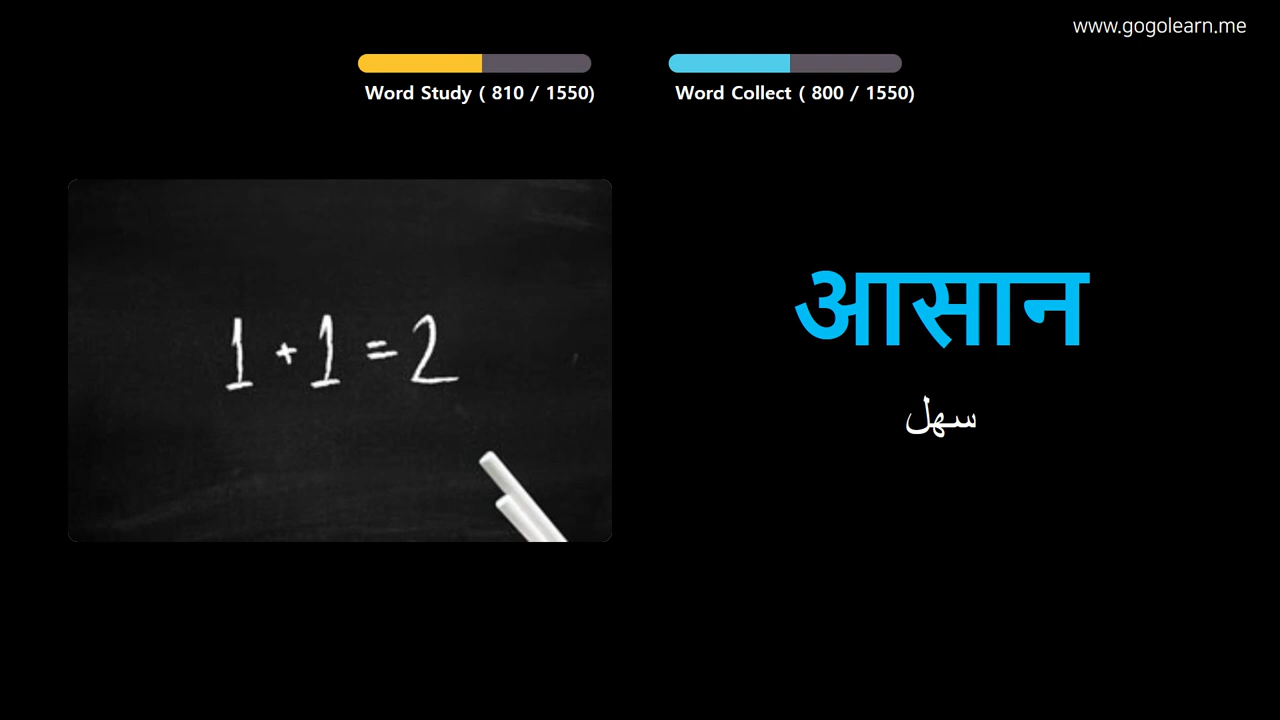 www.gogolearn.me
Word Study ( 810 / 1550)
Word Collect ( 800 / 1550)
1 + 1 = 2
आसान
سهل